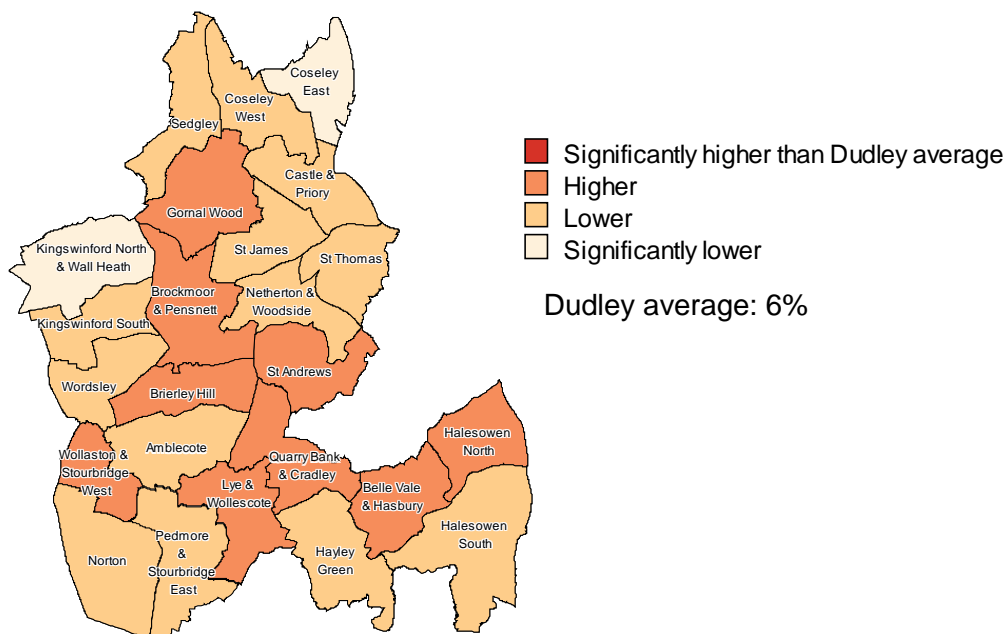 Coseley
East
Coseley
West
Sedgley
Castle &
Priory
Gornal Wood
Kingswinford North
& Wall Heath
St James
St Thomas
Brockmoor
& Pensnett
Netherton &
Woodside
Kingswinford South
Wordsley
St Andrews
Brierley Hill
Amblecote
Wollaston &
Stourbridge
West
Quarry Bank
& Cradley
Halesowen
North
Lye &
Wollescote
Belle Vale
& Hasbury
Halesowen
South
Norton
Pedmore
&
Stourbridge
East
Hayley
Green
Significantly higher than Dudley average
Higher
Lower
Significantly lower
Dudley average: 6%